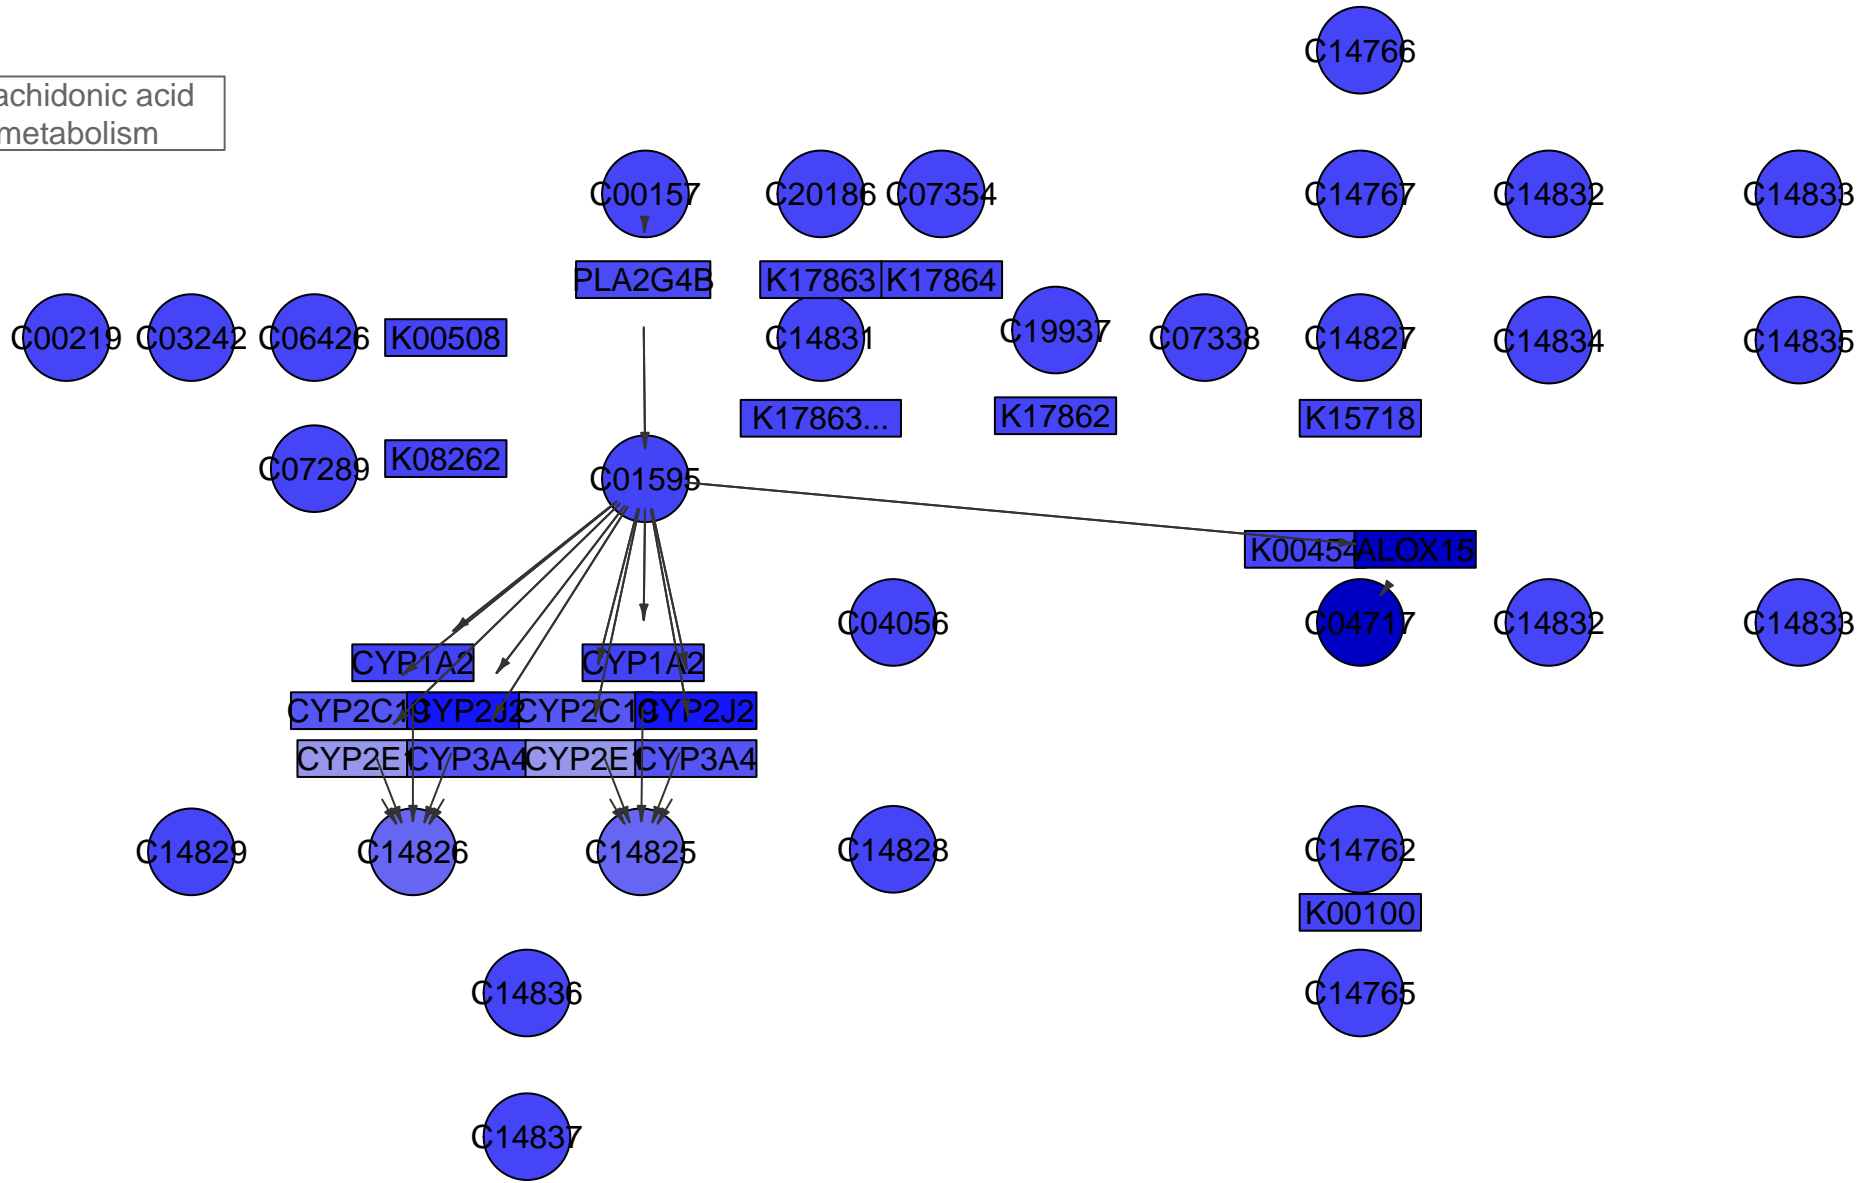 C14766
achidonic acid
metabolism
C00157
C20186
C07354
C14767
C14832
C14833
PLA2G4B
K17863
K17864
C00219
C03242
C06426
K00508
C14831
C19937
C07338
C14827
C14834
C14835
K17863...
K17862
K15718
C07289
K08262
C01595
K00454
ALOX15
C04056
C04717
C14832
C14833
CYP1A2
CYP1A2
CYP2C19
CYP2J2
CYP2C19
CYP2J2
CYP2E1
CYP3A4
CYP2E1
CYP3A4
C14829
C14826
C14825
C14828
C14762
K00100
C14836
C14765
C14837